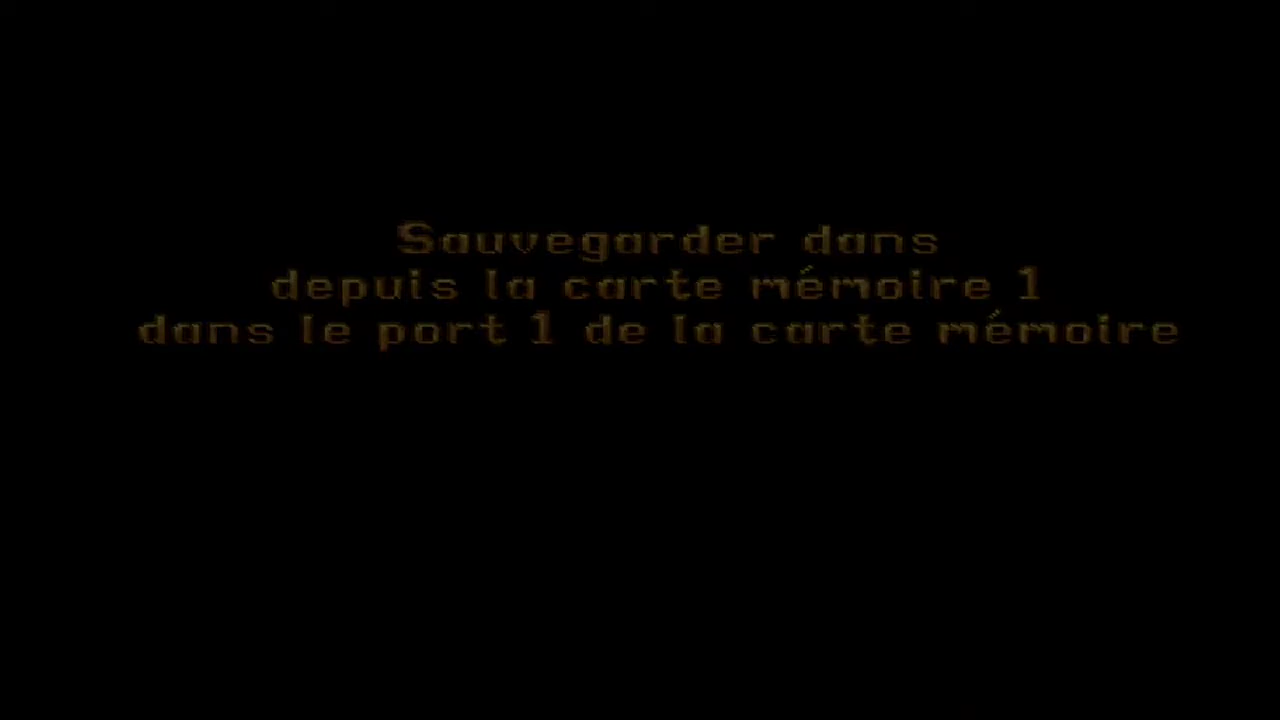 Sauvegarder dans
depuis la carte mémoire 1
dans le port 1 de la carte mémoire